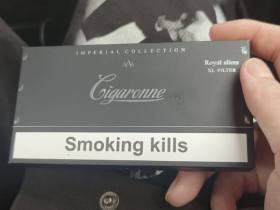 IMPERIAL COLLECTION
Royal slims
XL FILTER
Cigaronne
Smoking kills